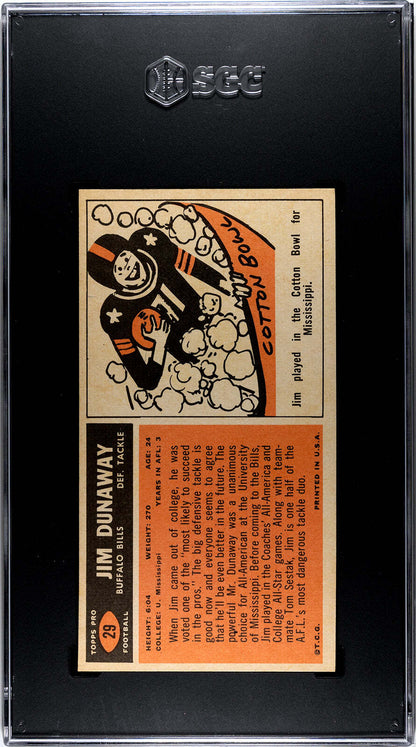 SGC
TOPPS PRO
29
FOOTBALL
JIM DUNAWAY
BUFFALO BILLS DEF. TACKLE
HEIGHT: 6:04 WEIGHT: 270 AGE: 24
COLLEGE: U. Mississippi YEARS IN AFL: 3
When Jim came out of college, he was
voted one of the "most likely to succeed
in the pros." The big defensive tackle is
good now and everyone seems to agree
that he'll be even better in the future. The
powerful Mr. Dunaway was a unanimous
choice for All-American at the University
of Mississippi. Before coming to the Bills,
Jim played in the Coaches' All-America and
College All-Star games. Along with team-
mate Tom Sestak, Jim is one half of the
A.F.L.'s most dangerous tackle duo.
©T.C.G. PRINTED IN U.S.A.
COTTON BOWL
Jim played in the Cotton Bowl for
Mississippi.